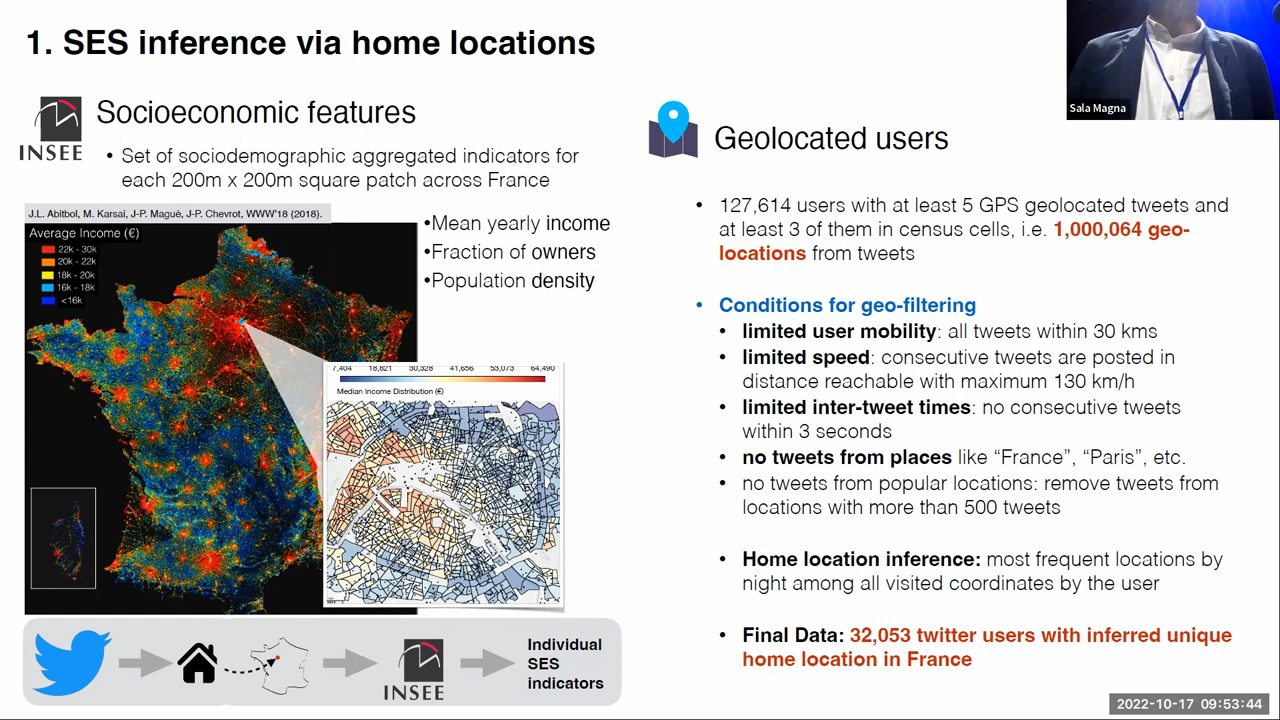 1. SES inference via home locations
Sala Magna
INSEE
Socioeconomic features
• Set of sociodemographic aggregated indicators for
each 200m x 200m square patch across France
J.L. Abitbol, M. Karsai, J-P. Magué, J-P. Chevrot, WWW'18 (2018).
Average Income (€)
22k - 30k
20k - 22k
18k - 20k
16k - 18k
<16k
•Mean yearly income
•Fraction of owners
•Population density
7,404 18,821 30,328 41,656 53,073 64,490
Median Income Distribution (€)
INSEE
Individual
SES
indicators
Geolocated users
• 127,614 users with at least 5 GPS geolocated tweets and
at least 3 of them in census cells, i.e. 1,000,064 geo-
locations from tweets
• Conditions for geo-filtering
• limited user mobility: all tweets within 30 kms
• limited speed: consecutive tweets are posted in
distance reachable with maximum 130 km/h
• limited inter-tweet times: no consecutive tweets
within 3 seconds
• no tweets from places like “France”, “Paris”, etc.
• no tweets from popular locations: remove tweets from
locations with more than 500 tweets
• Home location inference: most frequent locations by
night among all visited coordinates by the user
• Final Data: 32,053 twitter users with inferred unique
home location in France
2022-10-17 09:53:44